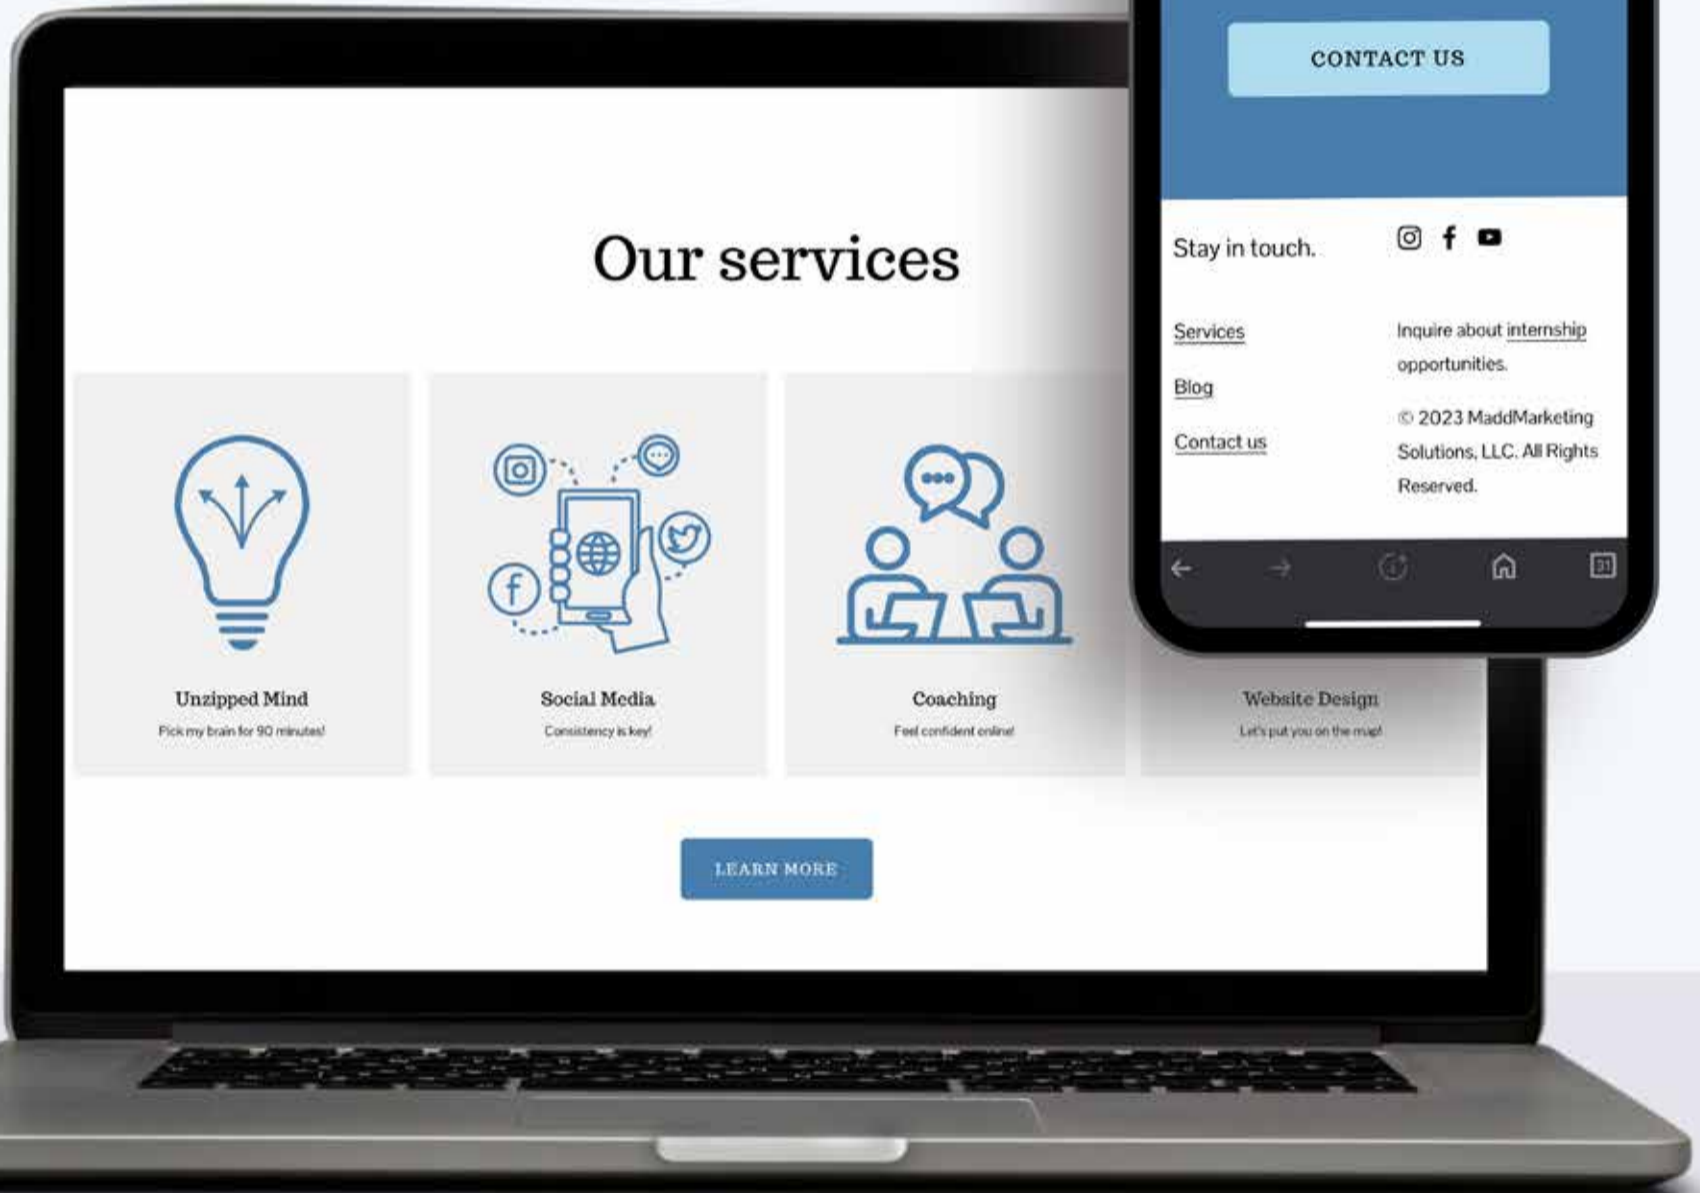 Our services
Unzipped Mind
Pick my brain for 90 minutes!
Social Media
Consistency is key!
Coaching
Feel confident online!
Website Design
Let's put you on the map!
LEARN MORE
CONTACT US
Stay in touch.
Services
Blog
Contact us
Inquire about internship
opportunities.
© 2023 MaddMarketing
Solutions, LLC. All Rights
Reserved.
31